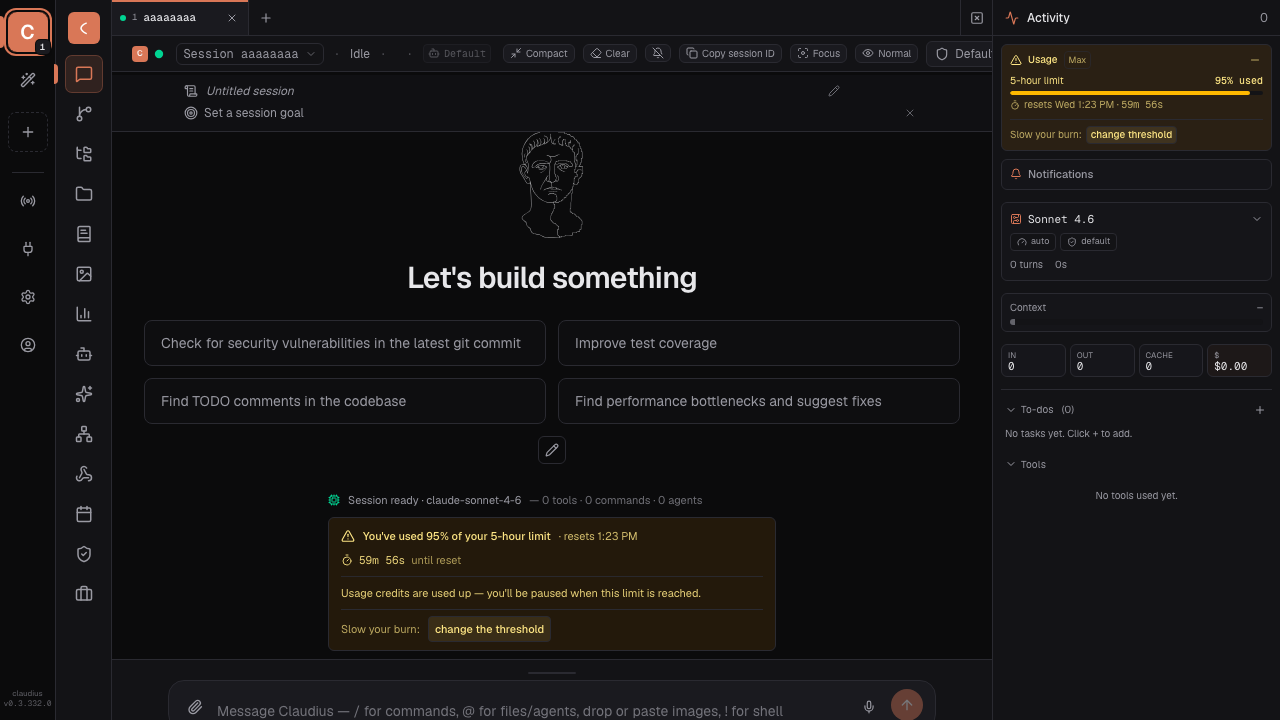 C
1
claudius
v0.3.332.0
1 aaaaaaaa
C
Session aaaaaaaa
· Idle · ·
Default
Compact
Clear
Copy session ID
Focus
Normal
Defaul
Untitled session
Set a session goal
Let's build something
Check for security vulnerabilities in the latest git commit
Improve test coverage
Find TODO comments in the codebase
Find performance bottlenecks and suggest fixes
Session ready · claude-sonnet-4-6 — 0 tools · 0 commands · 0 agents
You've used 95% of your 5-hour limit · resets 1:23 PM
59m 56s until reset
Usage credits are used up — you'll be paused when this limit is reached.
Slow your burn: change the threshold
Message Claudius — / for commands, @ for files/agents, drop or paste images, ! for shell
Activity 0
Usage Max
5-hour limit 95% used
resets Wed 1:23 PM · 59m 56s
Slow your burn: change threshold
Notifications
Sonnet 4.6
auto default
0 turns 0s
Context –
IN OUT CACHE $
0 0 0 $0.00
To-dos (0)
No tasks yet. Click + to add.
Tools
No tools used yet.